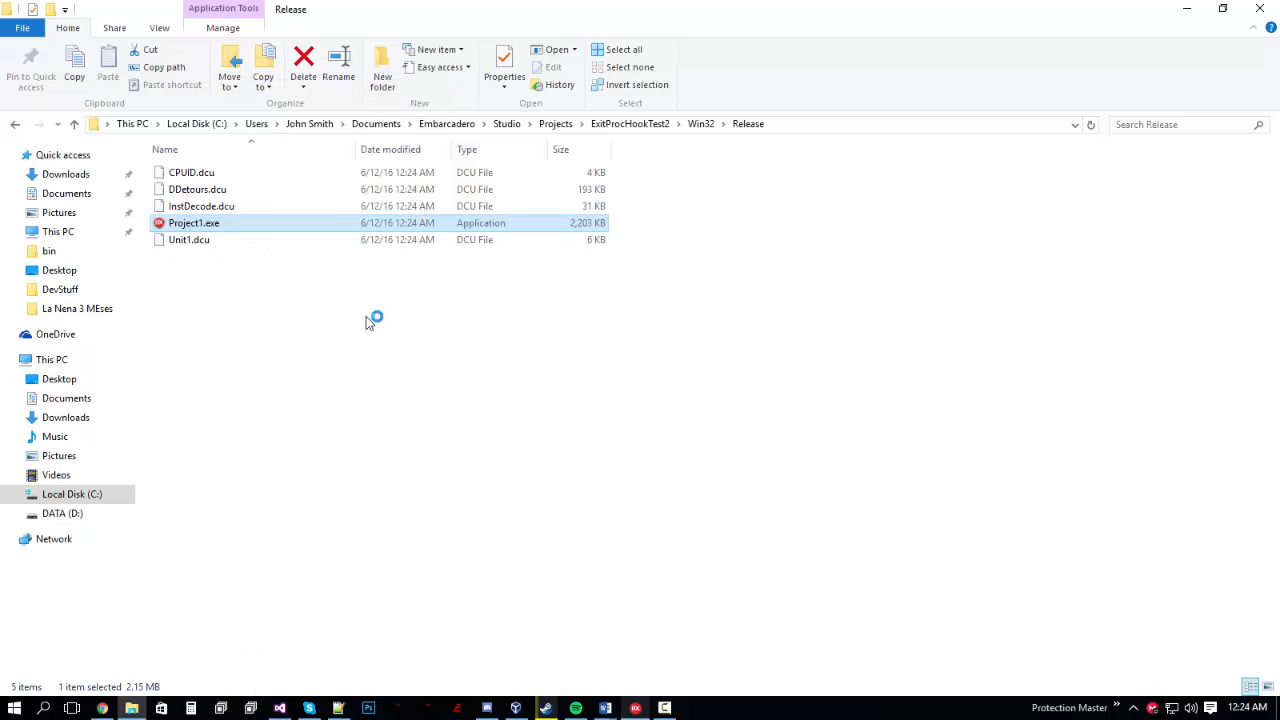 Application Tools
Release
File
Home
Share
View
Manage
Pin to Quick access
Copy
Paste
Cut
Copy path
Paste shortcut
Clipboard
Move to
Copy to
Delete
Rename
Organize
New folder
New item
Easy access
New
Properties
Open
Edit
History
Open
Select all
Select none
Invert selection
Select
This PC
Local Disk (C:)
Users
John Smith
Documents
Embarcadero
Studio
Projects
ExitProcHookTest2
Win32
Release
Search Release
Name
Date modified
Type
Size
CPUID.dcu 6/12/16 12:24 AM DCU File 4 KB
DDetours.dcu 6/12/16 12:24 AM DCU File 193 KB
InstDecode.dcu 6/12/16 12:24 AM DCU File 31 KB
Project1.exe 6/12/16 12:24 AM Application 2,203 KB
Unit1.dcu 6/12/16 12:24 AM DCU File 6 KB
Quick access
Downloads
Documents
Pictures
This PC
bin
Desktop
DevStuff
La Nena 3 MEses
OneDrive
This PC
Desktop
Documents
Downloads
Music
Pictures
Videos
Local Disk (C:)
DATA (D:)
Network
5 items
1 item selected 2.15 MB
Protection Master
12:24 AM